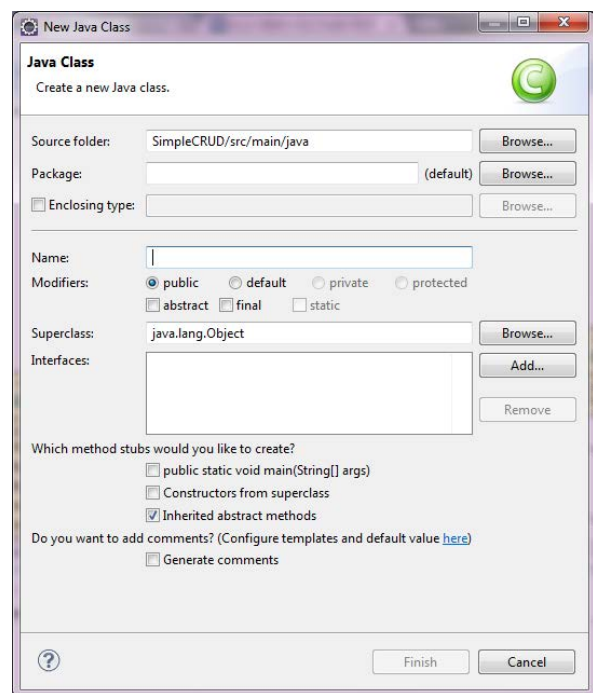 New Java Class
Java Class
Create a new Java class.
C
Source folder: SimpleCRUD/src/main/java Browse...
Package: (default) Browse...
Enclosing type: Browse...
Name:
Modifiers: public default private protected
abstract final static
Superclass: java.lang.Object Browse...
Interfaces: Add...
Remove
Which method stubs would you like to create?
public static void main(String[] args)
Constructors from superclass
Inherited abstract methods
Do you want to add comments? (Configure templates and default value here)
Generate comments
? Finish Cancel